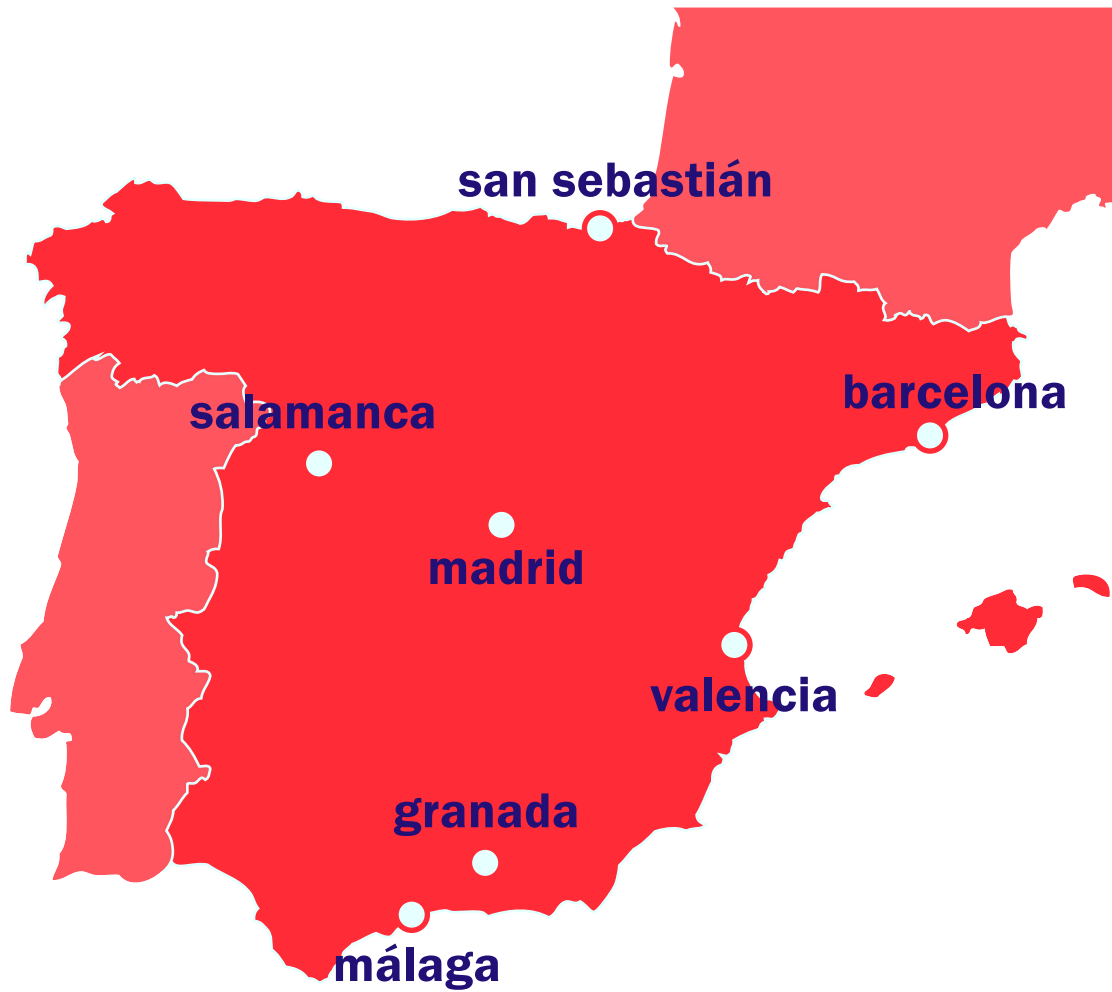 san sebastián
barcelona
salamanca
madrid
valencia
granada
málaga